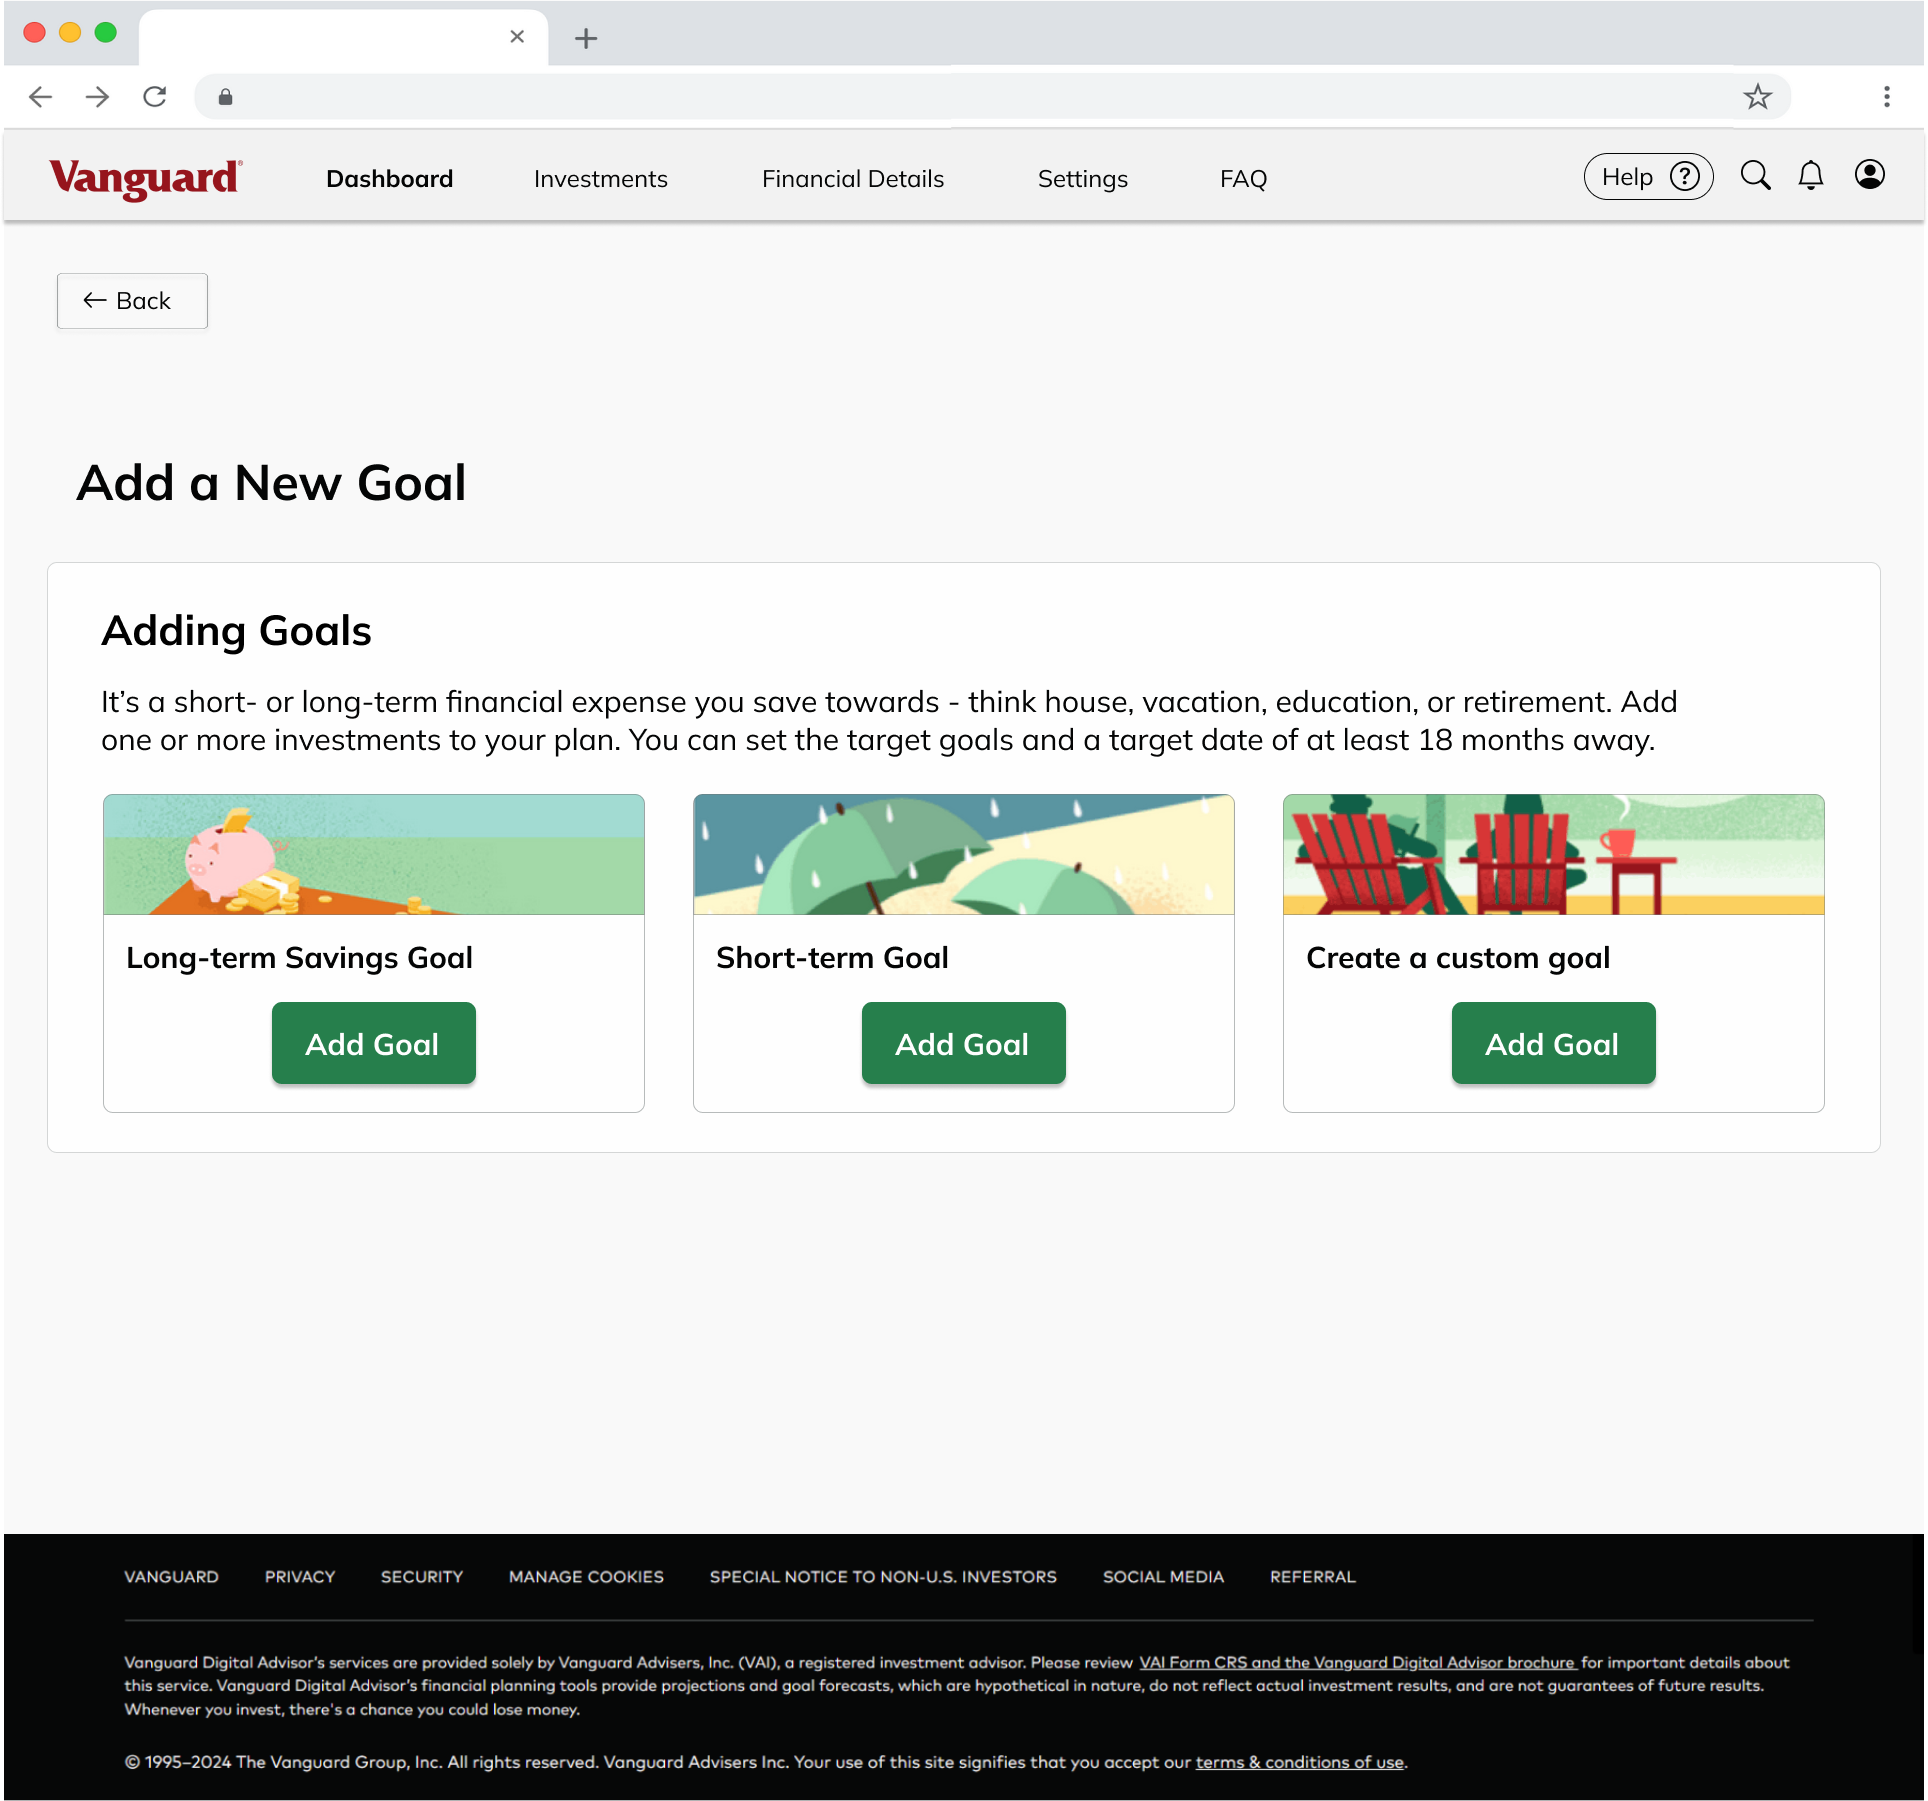 Vanguard®
Dashboard
Investments
Financial Details
Settings
FAQ
Help ?
← Back
Add a New Goal
Adding Goals
It’s a short- or long-term financial expense you save towards - think house, vacation, education, or retirement. Add
one or more investments to your plan. You can set the target goals and a target date of at least 18 months away.
Long-term Savings Goal
Add Goal
Short-term Goal
Add Goal
Create a custom goal
Add Goal
VANGUARD
PRIVACY
SECURITY
MANAGE COOKIES
SPECIAL NOTICE TO NON-U.S. INVESTORS
SOCIAL MEDIA
REFERRAL
Vanguard Digital Advisor’s services are provided solely by Vanguard Advisers, Inc. (VAI), a registered investment advisor. Please review VAI Form CRS and the Vanguard Digital Advisor brochure for important details about
this service. Vanguard Digital Advisor’s financial planning tools provide projections and goal forecasts, which are hypothetical in nature, do not reflect actual investment results, and are not guarantees of future results.
Whenever you invest, there's a chance you could lose money.
© 1995–2024 The Vanguard Group, Inc. All rights reserved. Vanguard Advisers Inc. Your use of this site signifies that you accept our terms & conditions of use.